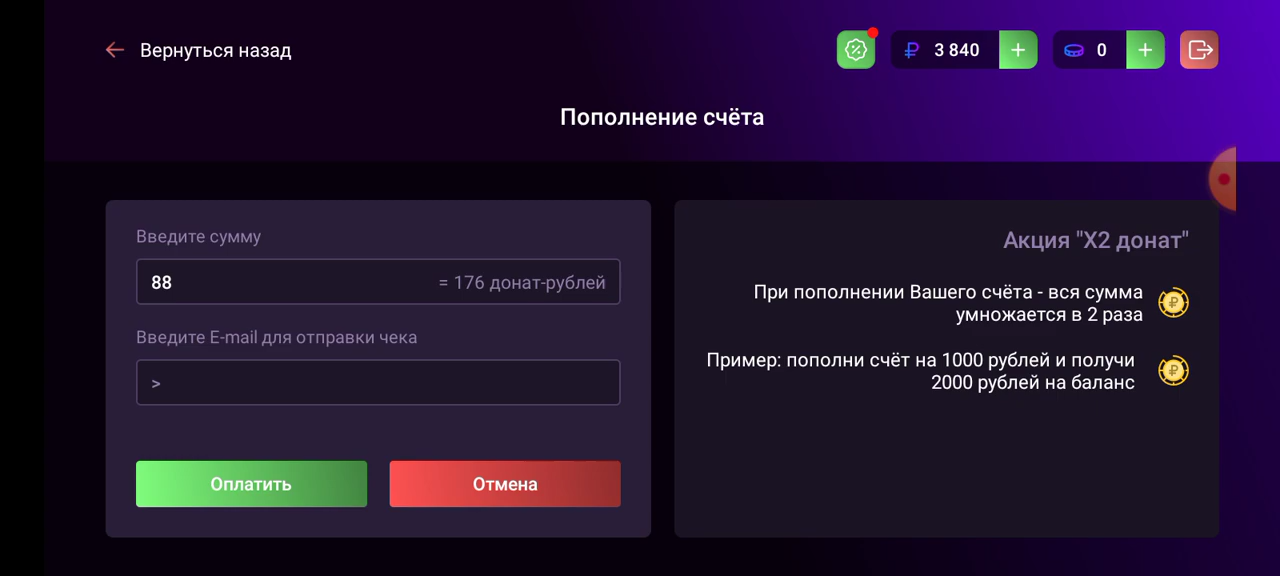 Вернуться назад
3 840
+
0
+
Пополнение счёта
Введите сумму
88
= 176 донат-рублей
Введите E-mail для отправки чека
>
Оплатить
Отмена
Акция "X2 донат"
При пополнении Вашего счёта - вся сумма
умножается в 2 раза
Пример: пополни счёт на 1000 рублей и получи
2000 рублей на баланс